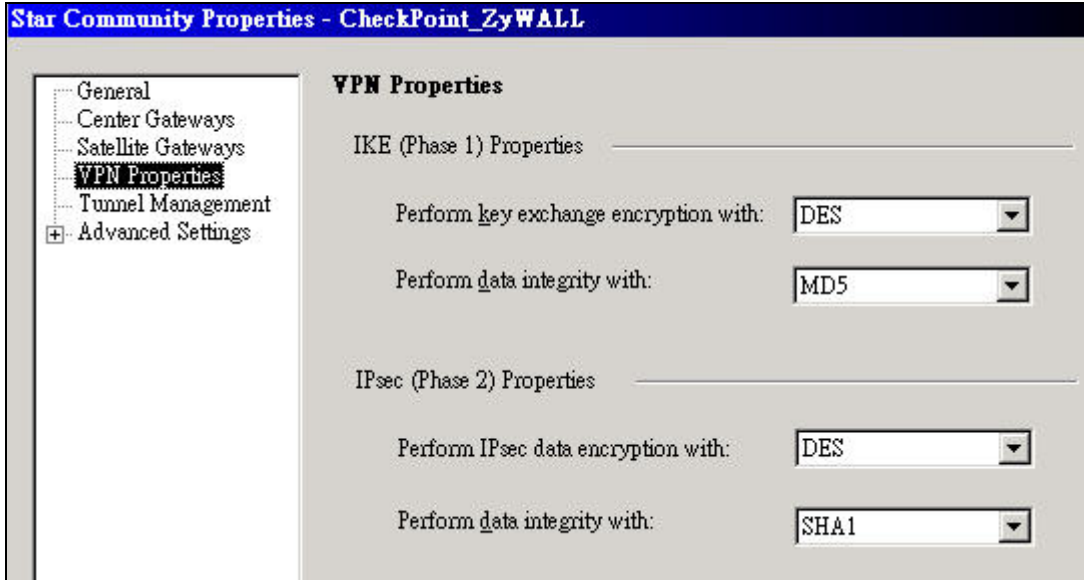 Star Community Properties - CheckPoint_ZyWALL
General
Center Gateways
Satellite Gateways
VPN Properties
Tunnel Management
Advanced Settings
VPN Properties
IKE (Phase 1) Properties
Perform key exchange encryption with: DES
Perform data integrity with: MD5
IPsec (Phase 2) Properties
Perform IPsec data encryption with: DES
Perform data integrity with: SHA1